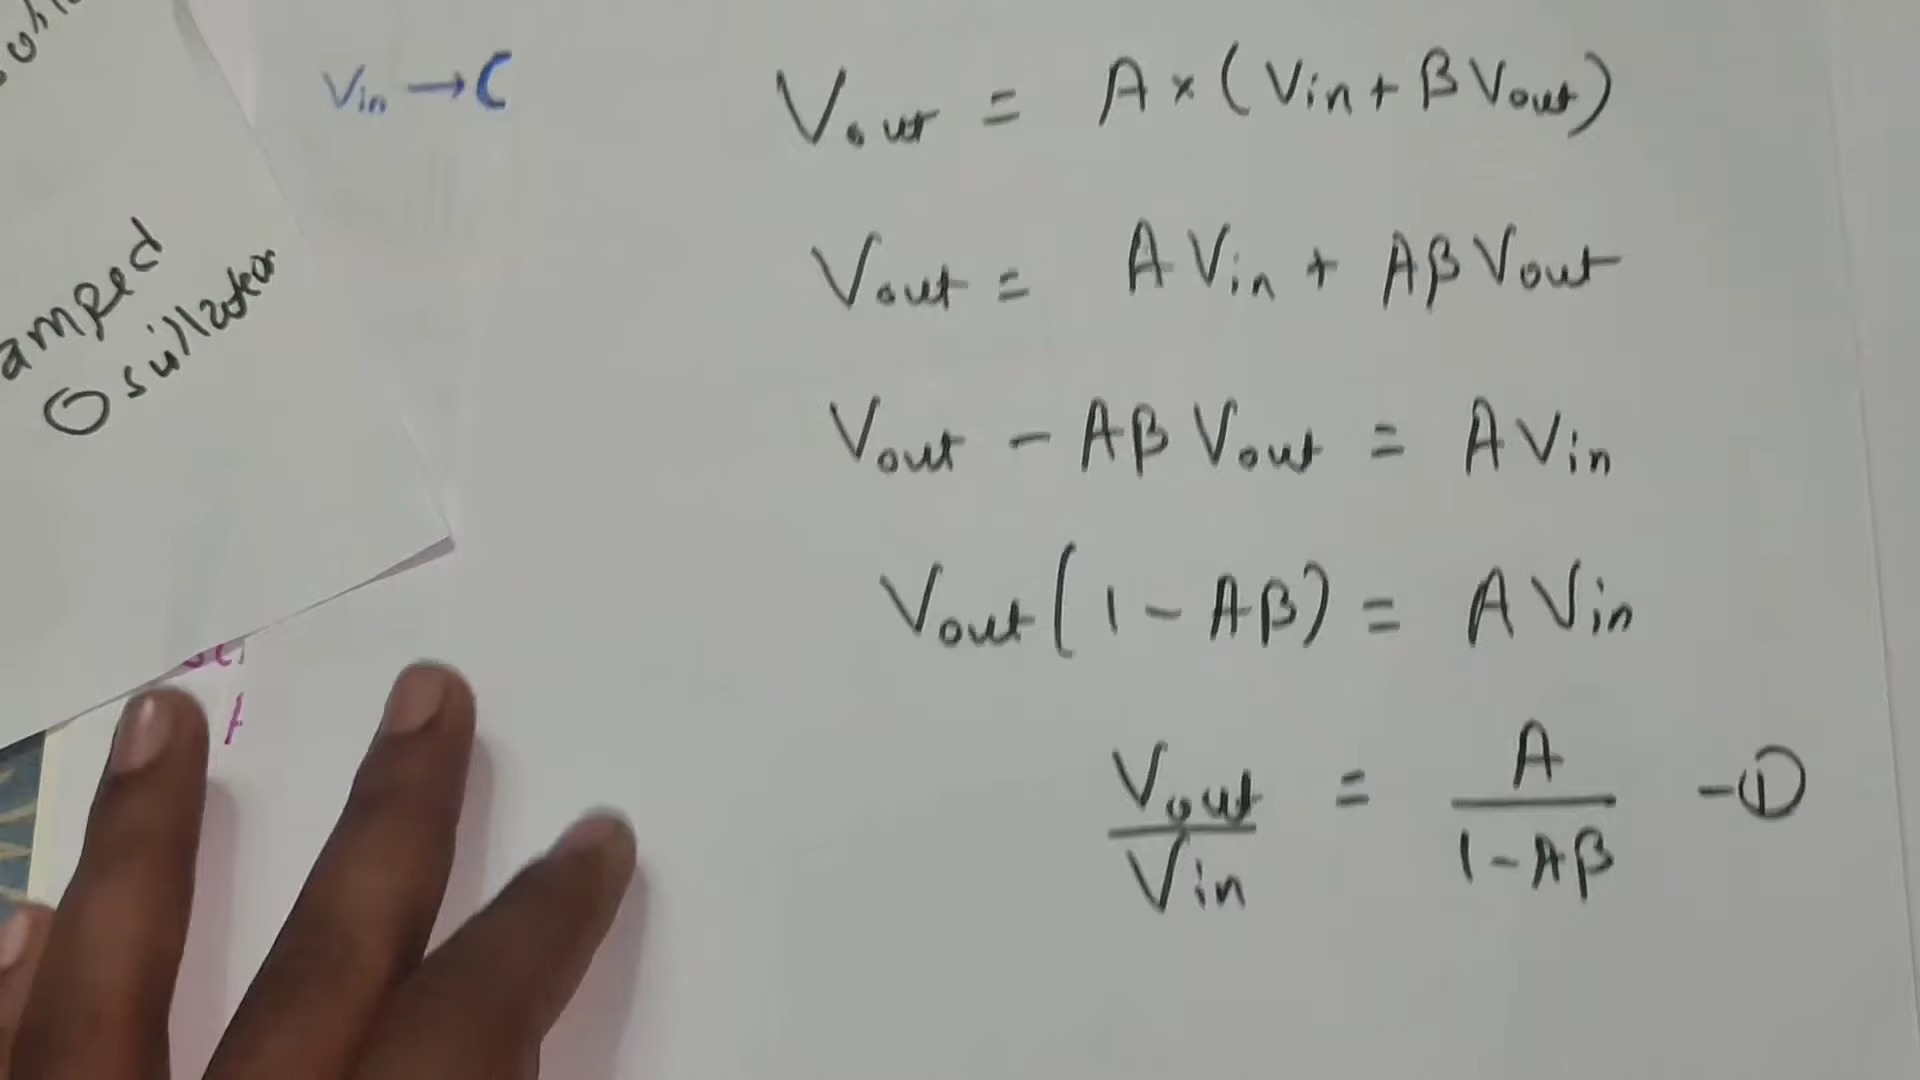 Vin → C
amped
Osillator
Vout = A × (Vin + βVout)
Vout = AVin + AβVout
Vout - AβVout = AVin
Vout(1 - Aβ) = AVin
Vout/Vin = A/(1-Aβ) -①